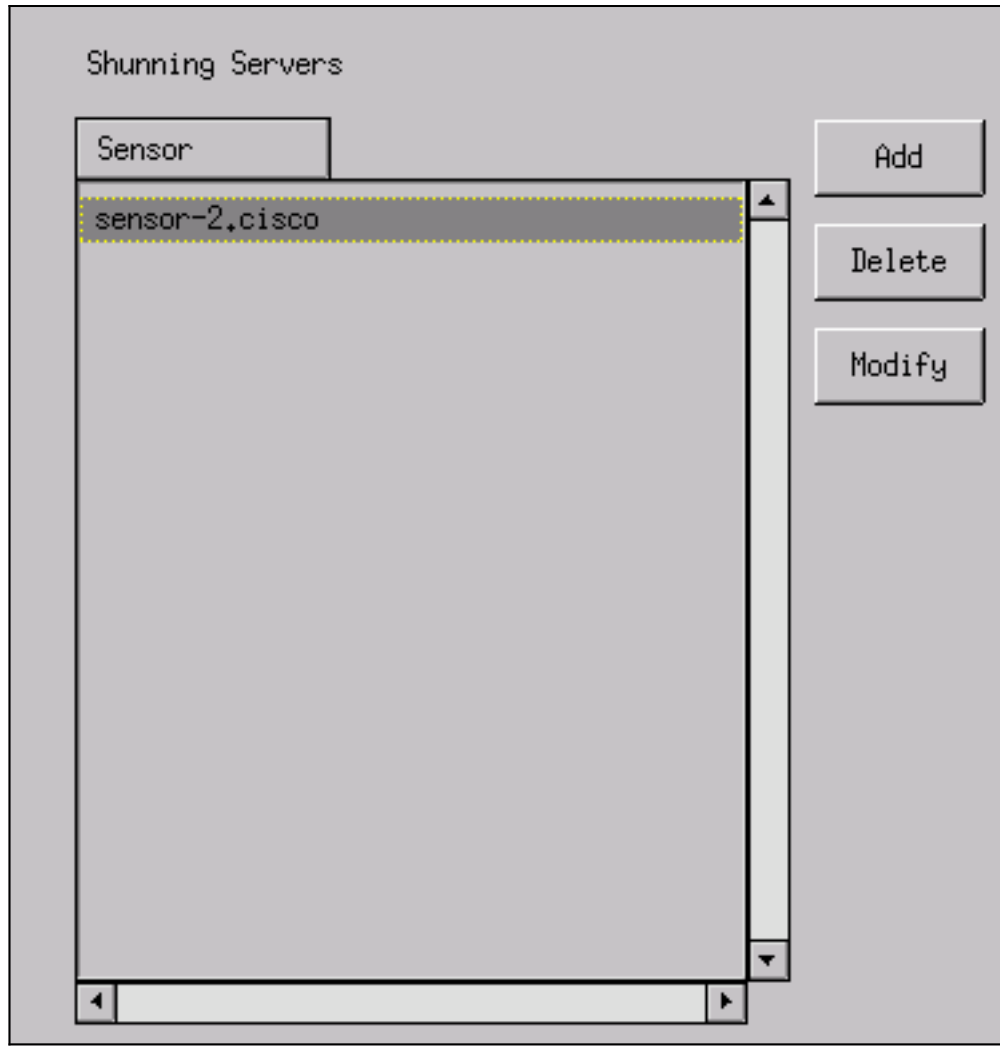 Shunning Servers
Sensor
sensor-2.cisco
Add
Delete
Modify